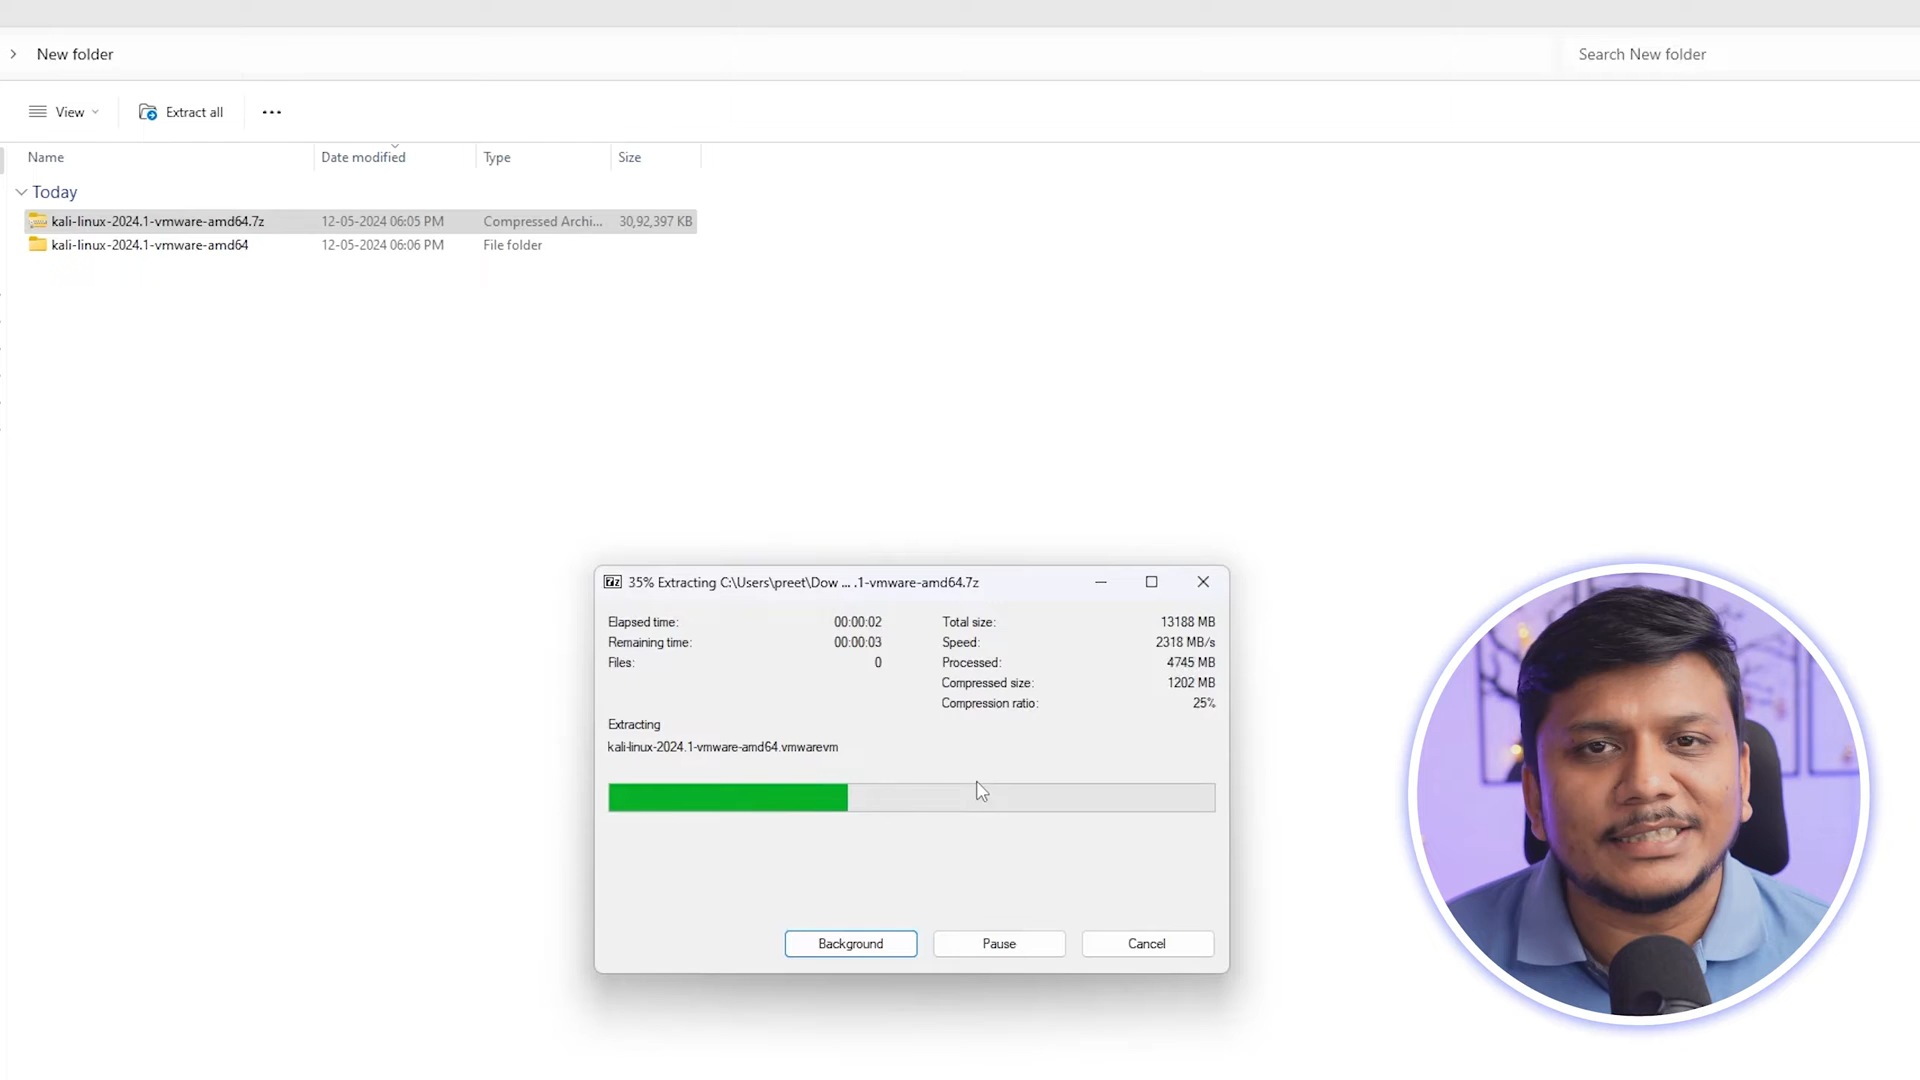 New folder
Search New folder
View
Extract all
Name
Date modified
Type
Size
Today
kali-linux-2024.1-vmware-amd64.7z
12-05-2024 06:05 PM
Compressed Archi...
30,92,397 KB
kali-linux-2024.1-vmware-amd64
12-05-2024 06:06 PM
File folder
7z
35% Extracting C:\Users\preet\Dow ... .1-vmware-amd64.7z
Elapsed time:
00:00:02
Total size:
13188 MB
Remaining time:
00:00:03
Speed:
2318 MB/s
Files:
0
Processed:
4745 MB
Compressed size:
1202 MB
Compression ratio:
25%
Extracting
kali-linux-2024.1-vmware-amd64.vmwarevm
Background
Pause
Cancel